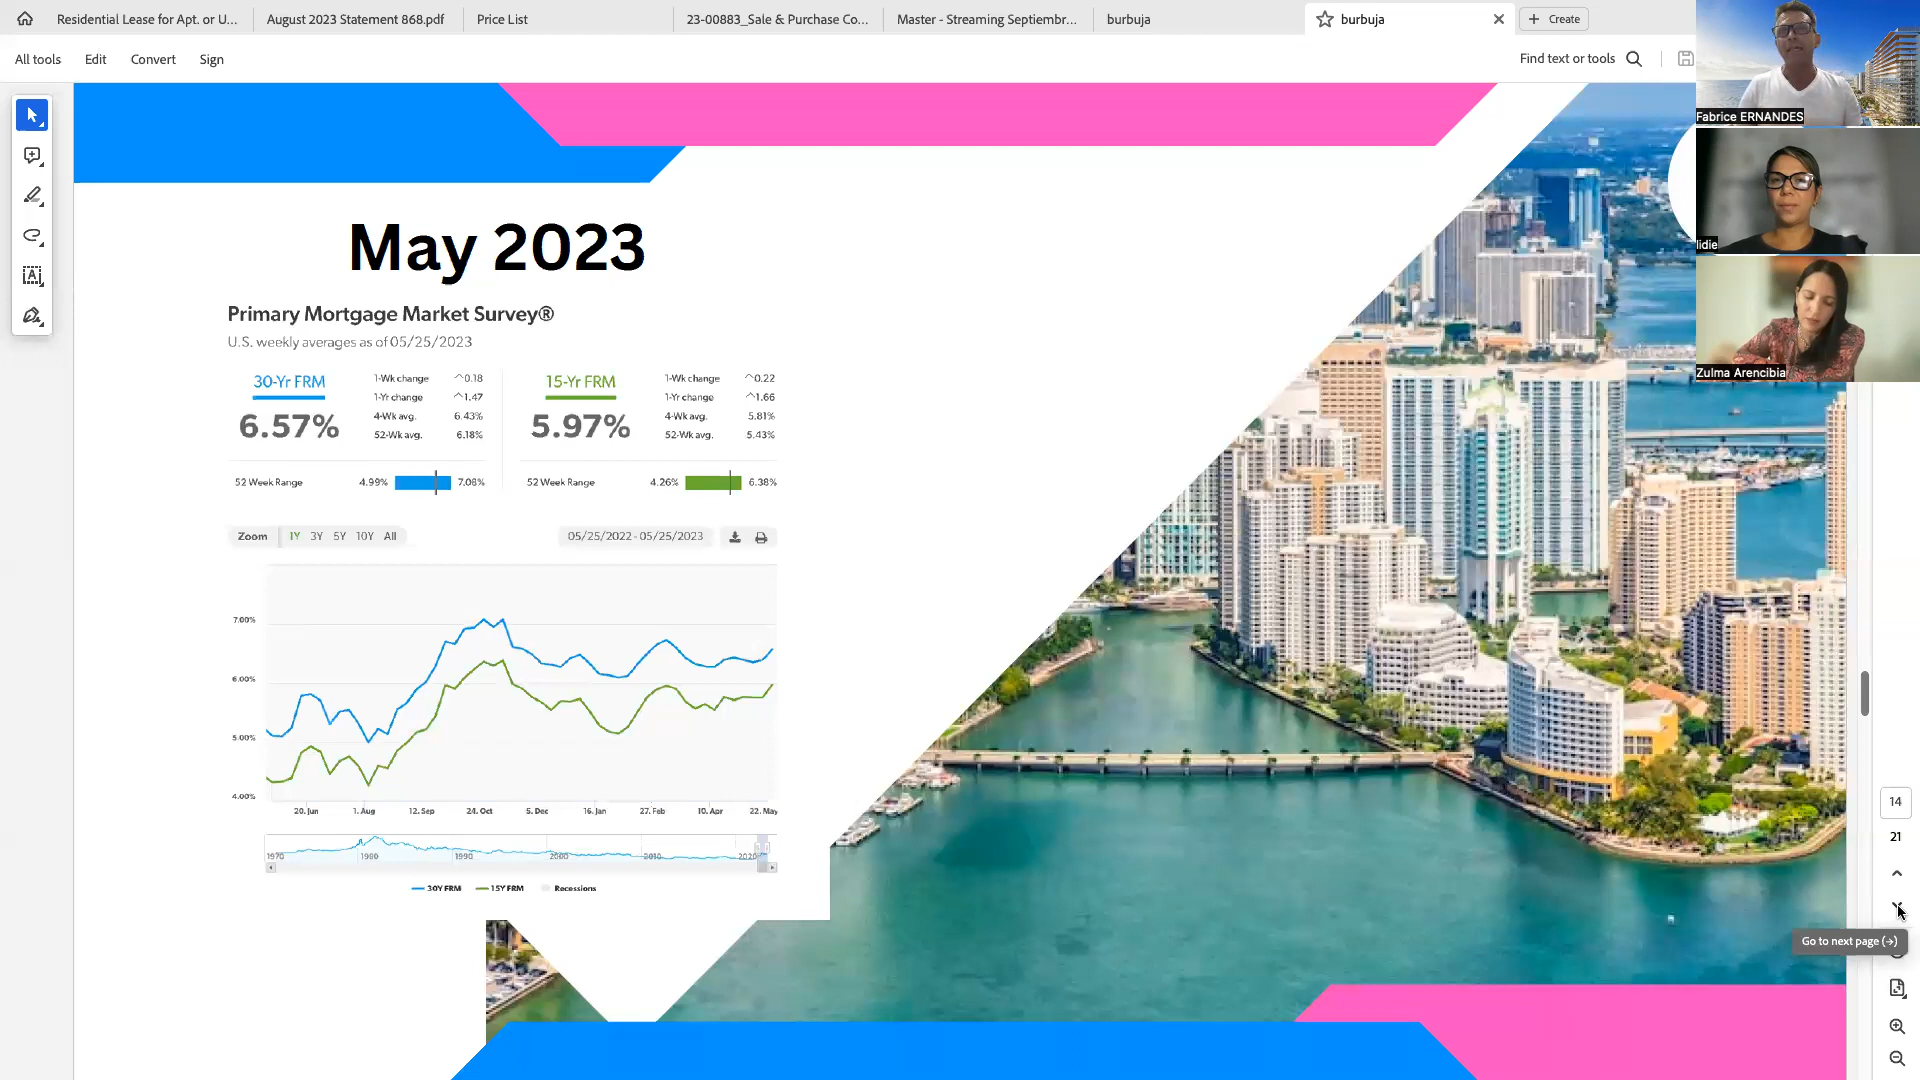 Residential Lease for Apt. or U...
August 2023 Statement 868.pdf
Price List
23-00883_Sale & Purchase Co...
Master - Streaming Septiembr...
burbuja
burbuja
Create
All tools
Edit
Convert
Sign
Find text or tools
Fabrice ERNANDES
lidie
Zulma Arencibia
May 2023
Primary Mortgage Market Survey®
U.S. weekly averages as of 05/25/2023
30-Yr FRM
6.57%
1-Wk change ^0.18
1-Yr change ^1.47
4-Wk avg. 6.43%
52-Wk avg. 6.18%
52 Week Range 4.99% 7.08%
15-Yr FRM
5.97%
1-Wk change ^0.22
1-Yr change ^1.66
4-Wk avg. 5.81%
52-Wk avg. 5.43%
52 Week Range 4.26% 6.38%
Zoom 1Y 3Y 5Y 10Y All
05/25/2022 - 05/25/2023
7.00%
6.00%
5.00%
4.00%
20. Jun 1. Aug 12. Sep 24. Oct 5. Dec 16. Jan 27. Feb 10. Apr 22. May
1970 1980 1990 2000 2010 2020
30Y FRM 15Y FRM Recessions
14
21
Go to next page (→)